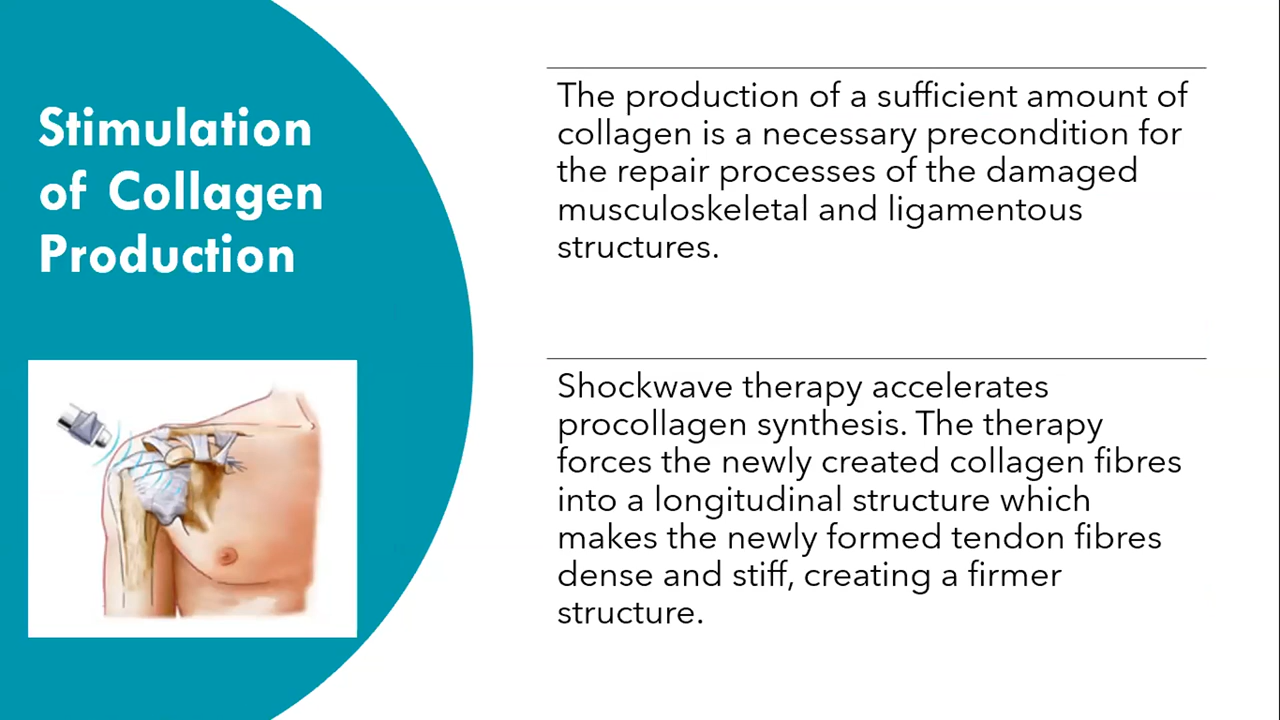 Stimulation
of Collagen
Production
The production of a sufficient amount of
collagen is a necessary precondition for
the repair processes of the damaged
musculoskeletal and ligamentous
structures.
Shockwave therapy accelerates
procollagen synthesis. The therapy
forces the newly created collagen fibres
into a longitudinal structure which
makes the newly formed tendon fibres
dense and stiff, creating a firmer
structure.